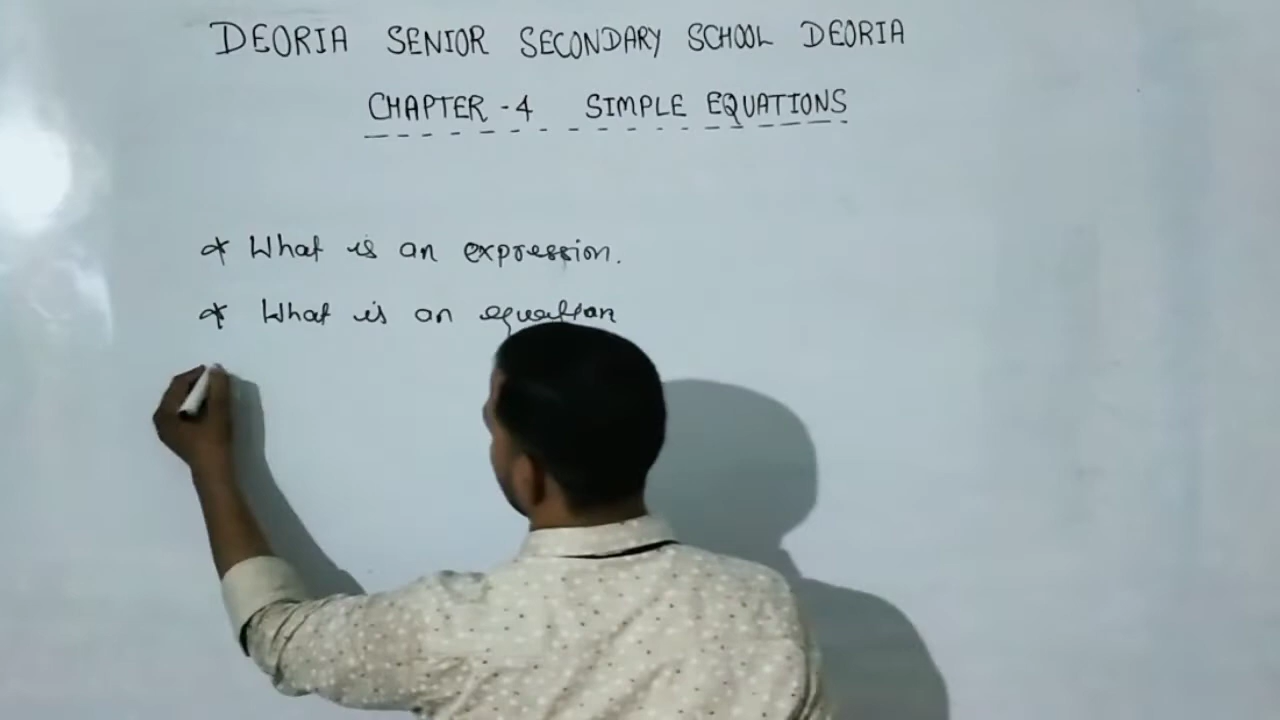 DEORIA SENIOR SECONDARY SCHOOL DEORIA
CHAPTER - 4 SIMPLE EQUATIONS
* What is an expression.
* What is an equation